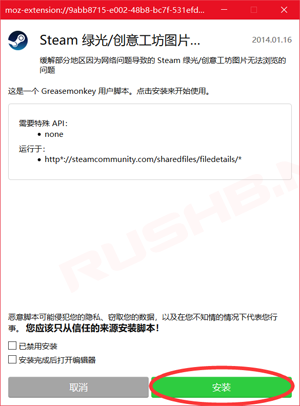 moz-extension://9abb8715-e002-48b8-bc7f-531efd...
Steam 绿光/创意工坊图片...
2014.01.16
缓解部分地区因为网络问题导致的 Steam 绿光/创意工坊图片无法浏览的
问题
这是一个 Greasemonkey 用户脚本。点击安装来开始使用。
需要特殊 API：
• none
运行于：
• http*://steamcommunity.com/sharedfiles/filedetails/*
RUSHB.
恶意脚本可能侵犯您的隐私、窃取您的数据，以及在您不知情的情况下代表您行
事。 您应该只从信任的来源安装脚本！
已禁用安装
安装完成后打开编辑器
取消
安装